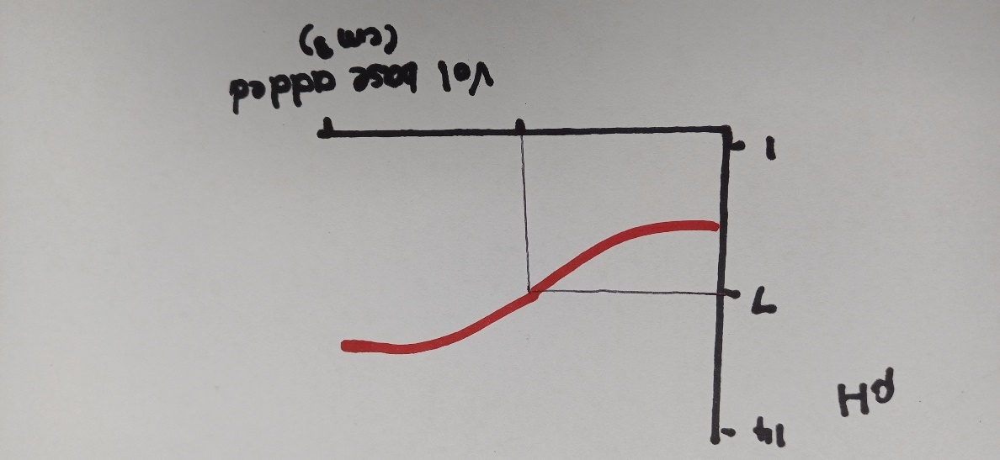 pH
14
7
1
Vol base added
(cm³)